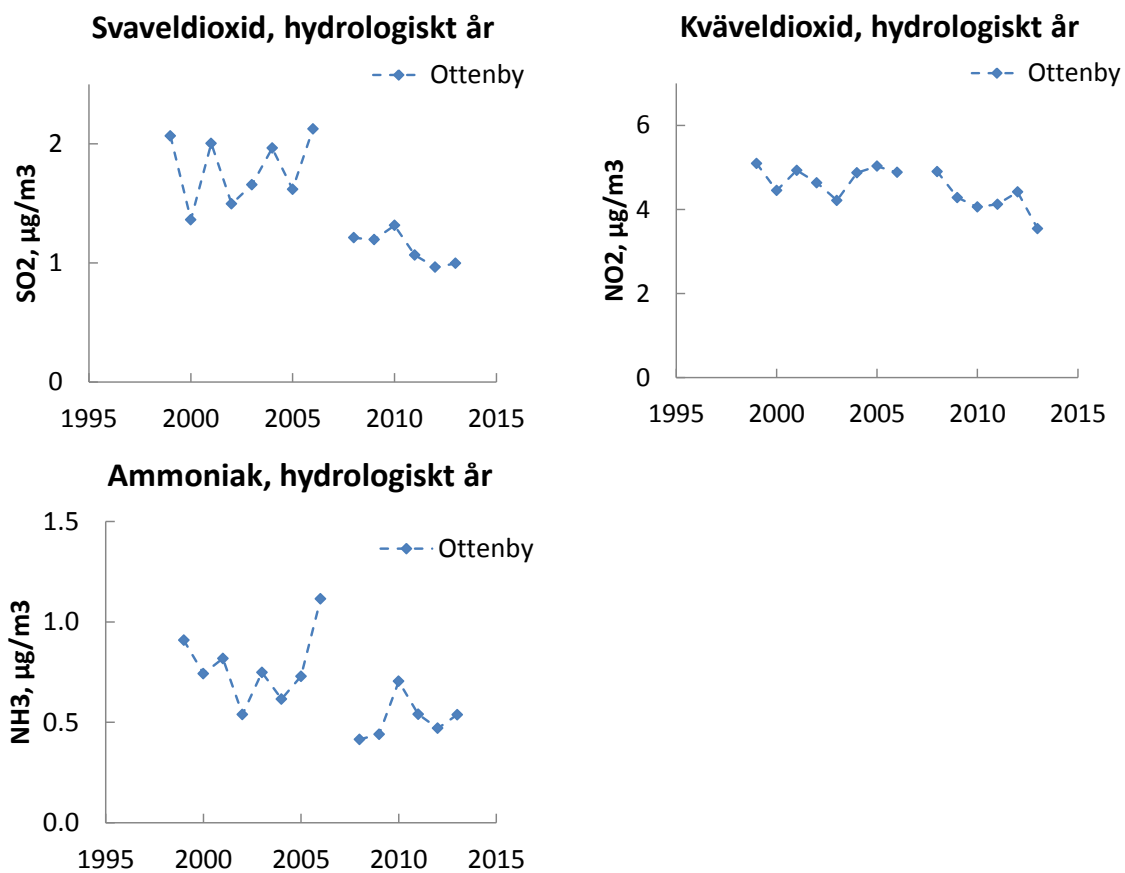 Svaveldioxid, hydrologiskt år
Ottenby
SO2, µg/m3
2
1
0
1995 2000 2005 2010 2015
Kväveldioxid, hydrologiskt år
Ottenby
NO2, µg/m3
6
4
2
0
1995 2000 2005 2010 2015
Ammoniak, hydrologiskt år
Ottenby
NH3, µg/m3
1.5
1.0
0.5
0.0
1995 2000 2005 2010 2015